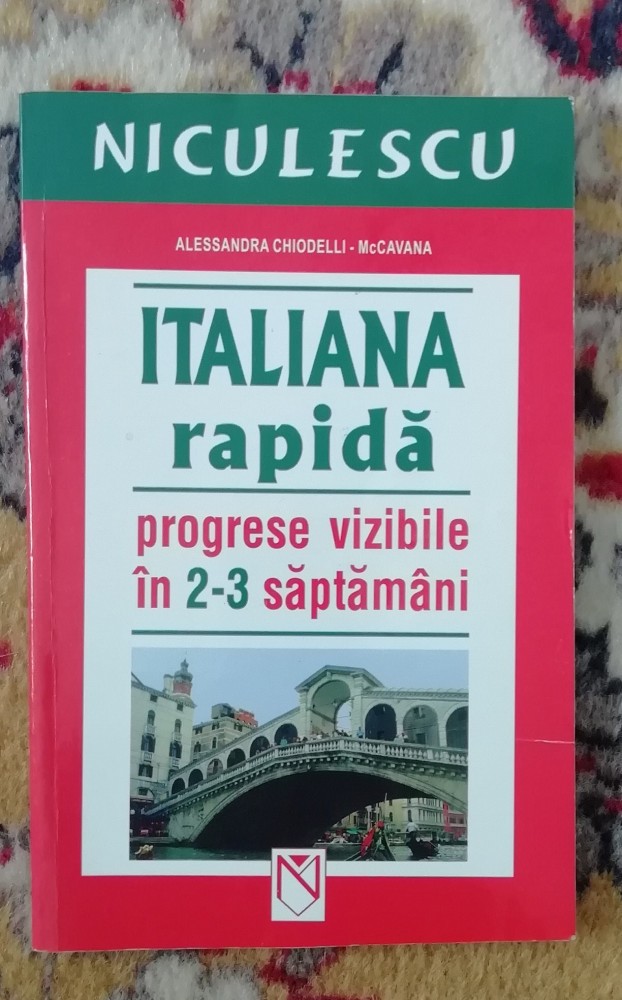 NICULESCU
ALESSANDRA CHIODELLI - McCAVANA
ITALIANA
rapidă
progrese vizibile
în 2-3 săptămâni
N